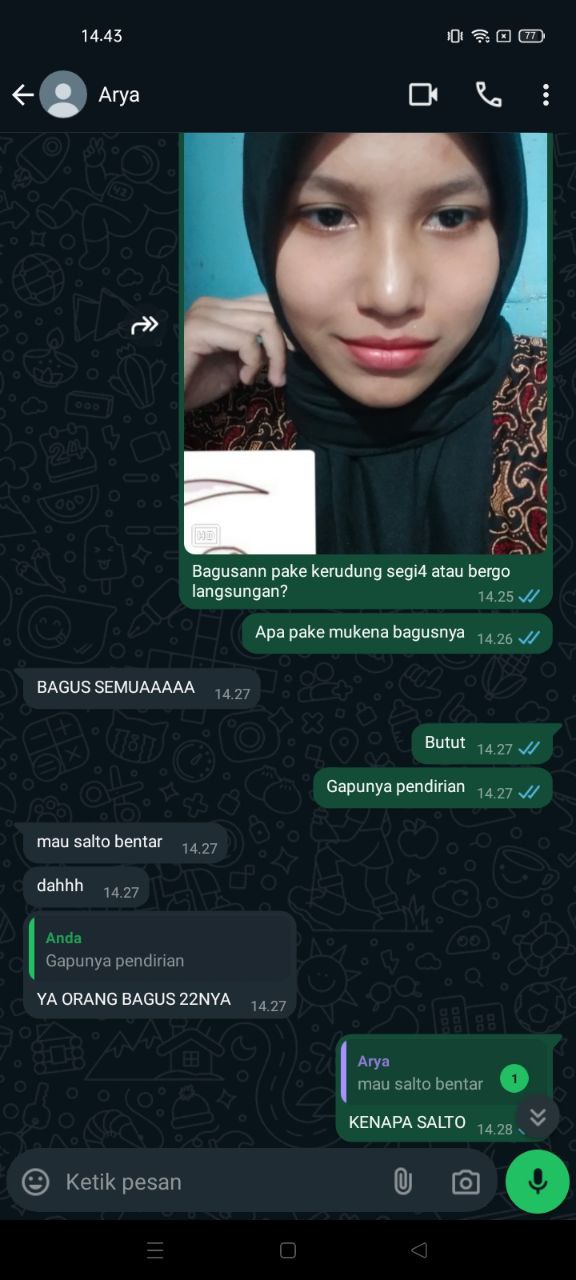 14.43
77
Arya
HD
Bagusann pake kerudung segi4 atau bergo
langsungan?
14.25
Apa pake mukena bagusnya 14.26
BAGUS SEMUAAAAA 14.27
Butut 14.27
Gapunya pendirian 14.27
mau salto bentar 14.27
dahhh 14.27
Anda
Gapunya pendirian
YA ORANG BAGUS 22NYA 14.27
Arya
mau salto bentar
1
KENAPA SALTO 14.28
Ketik pesan